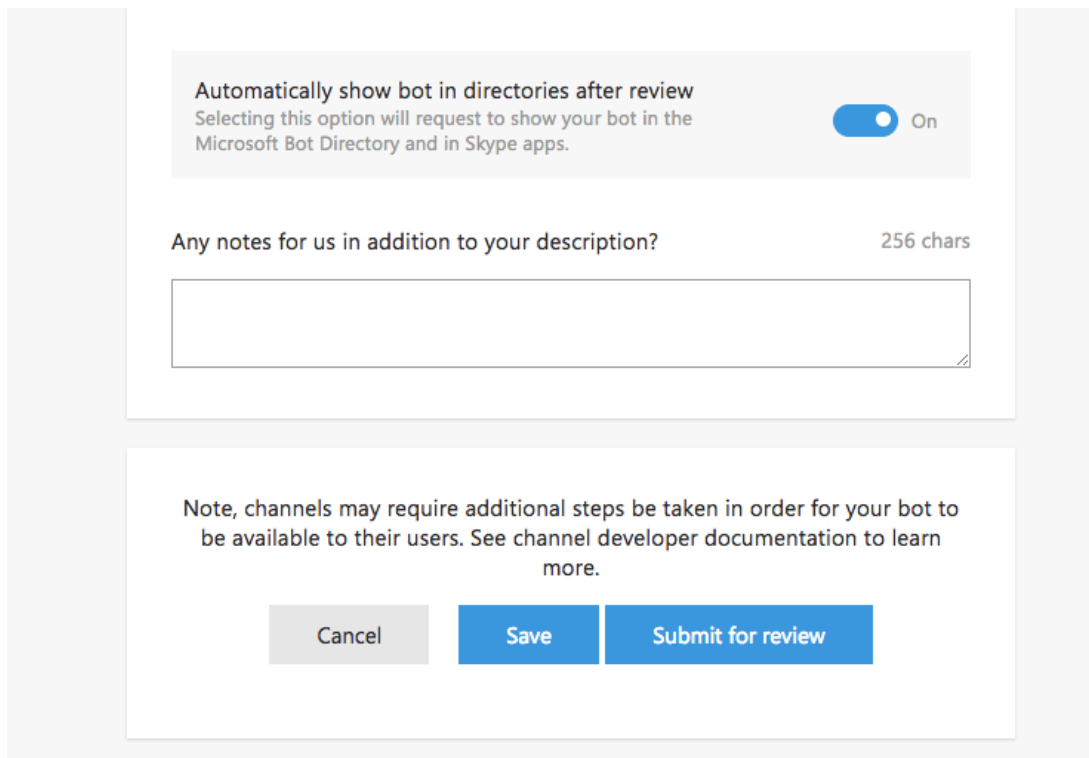 Automatically show bot in directories after review
Selecting this option will request to show your bot in the
Microsoft Bot Directory and in Skype apps.
On
Any notes for us in addition to your description?
256 chars
Note, channels may require additional steps be taken in order for your bot to
be available to their users. See channel developer documentation to learn
more.
Cancel
Save
Submit for review